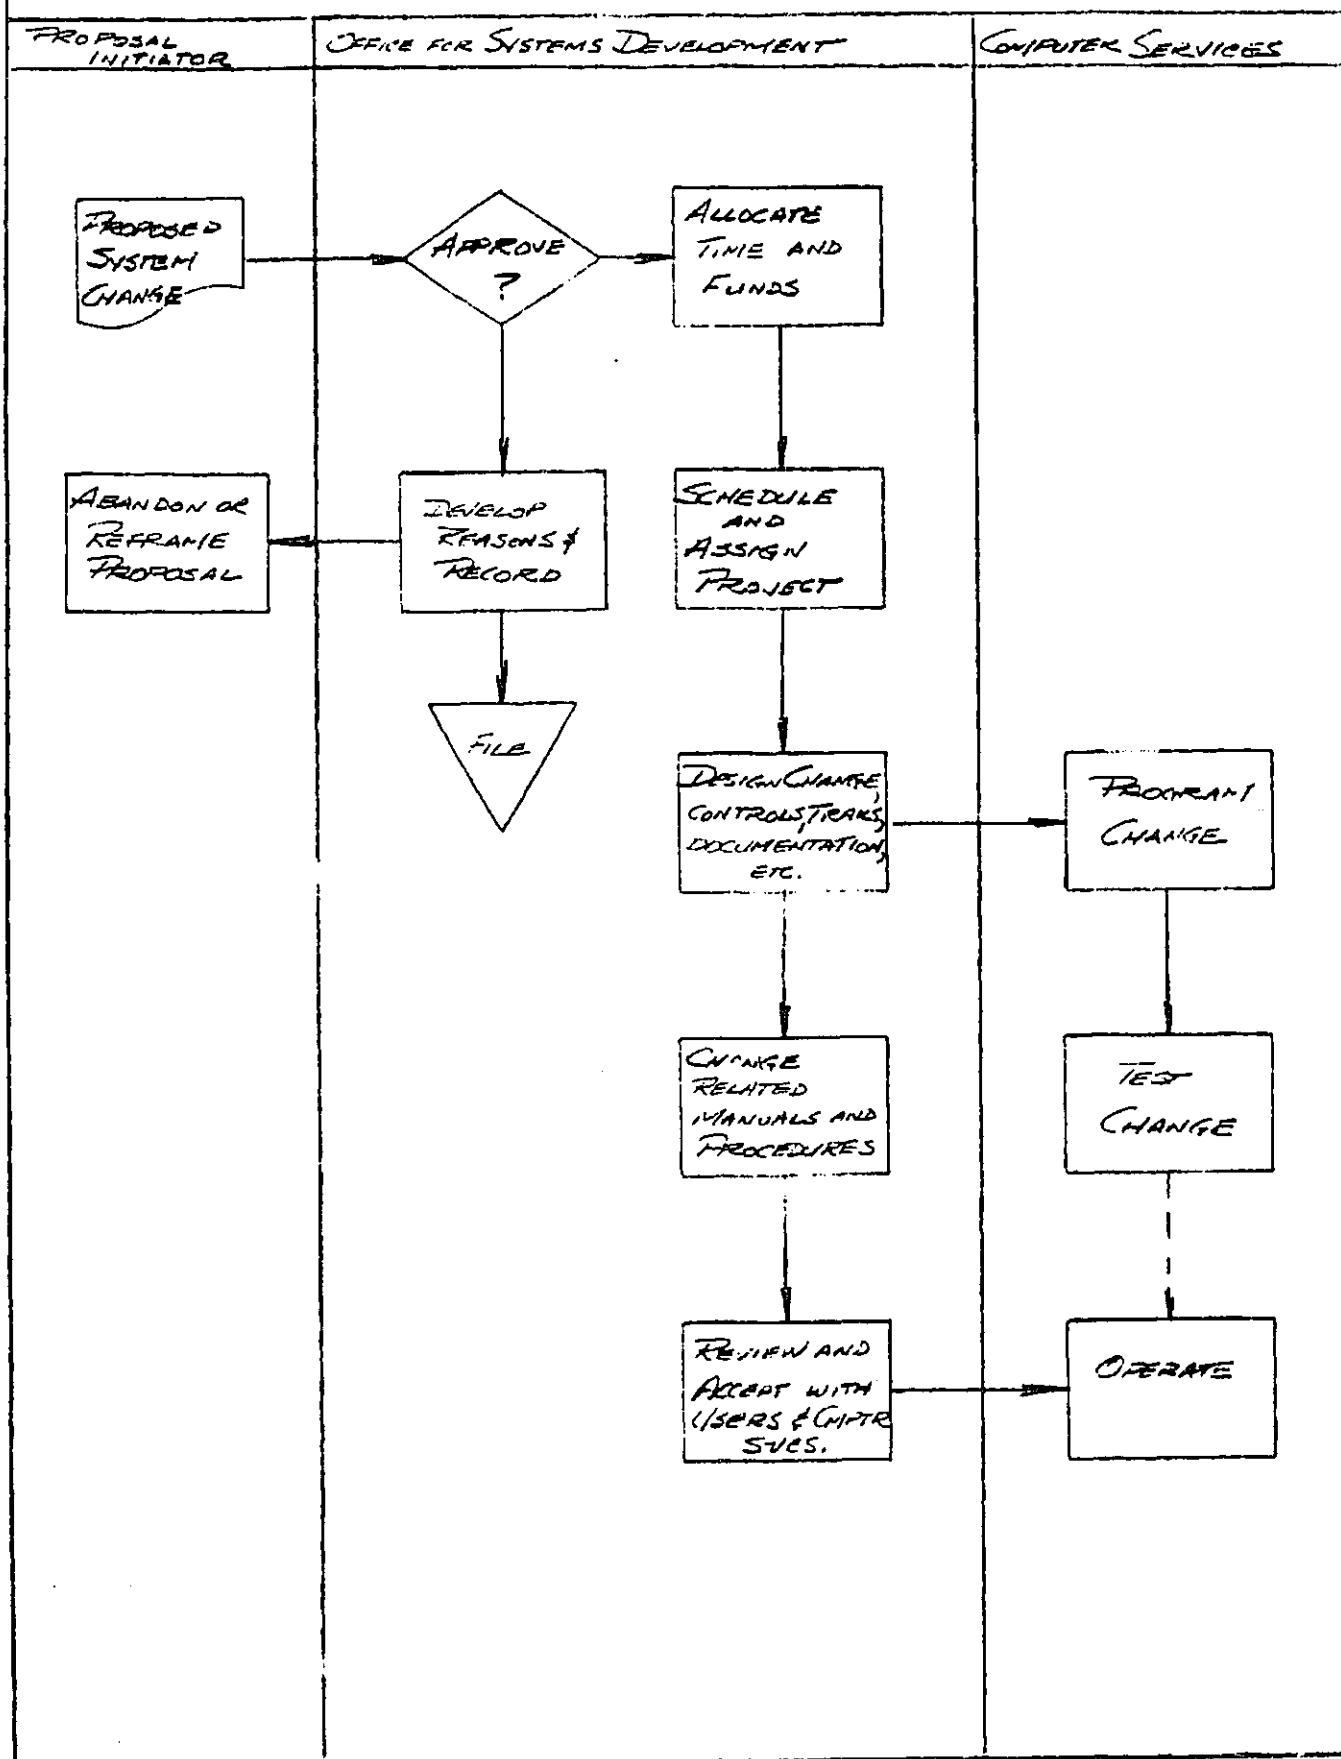 PROPOSAL
INITIATOR
OFFICE FOR SYSTEMS DEVELOPMENT
COMPUTER SERVICES
PROPOSED
SYSTEM
CHANGE
APPROVE
?
ALLOCATE
TIME AND
FUNDS
ABANDON OR
REFRAME
PROPOSAL
DEVELOP
REASONS &
RECORD
SCHEDULE
AND
ASSIGN
PROJECT
FILE
DESIGN CHANGE,
CONTROLS, TRANS,
DOCUMENTATION,
ETC.
PROGRAM
CHANGE
CHANGE
RELATED
MANUALS AND
PROCEDURES
TEST
CHANGE
REVIEW AND
ACCEPT WITH
USERS & CMPTR
SVCS.
OPERATE